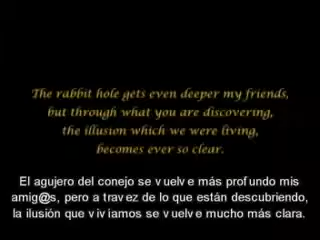 The rabbit hole gets even deeper my friends,
but through what you are discovering,
the illusion which we were living,
becomes ever so clear.
El agujero del conejo se vuelve más profundo mis
amig@s, pero a travez de lo que están descubriendo,
la ilusión que vivíamos se vuelve mucho más clara.